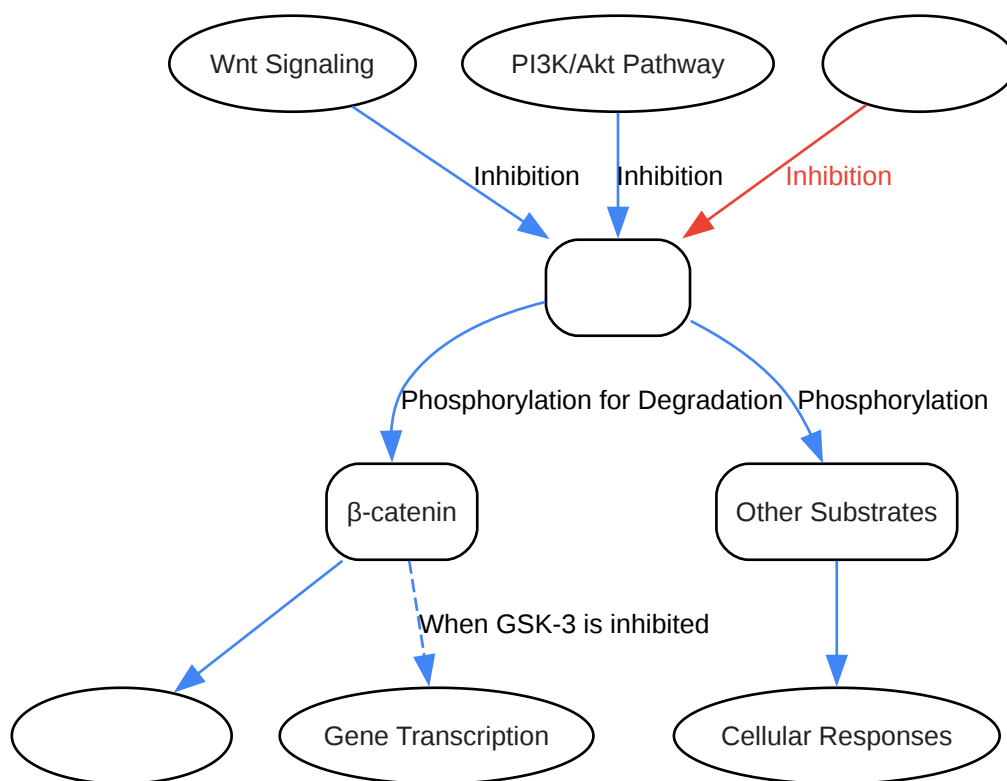 Wnt Signaling
PI3K/Akt Pathway
Inhibition
Inhibition
Inhibition
Phosphorylation for Degradation
Phosphorylation
β-catenin
Other Substrates
When GSK-3 is inhibited
Gene Transcription
Cellular Responses